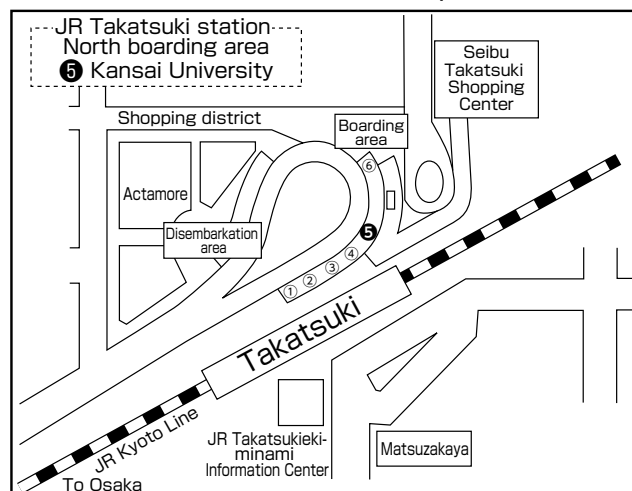 JR Takatsuki station
North boarding area
❺ Kansai University
Seibu
Takatsuki
Shopping
Center
Shopping district
Boarding
area
⑥
Actamore
Disembarkation
area
❺
④
③
②
①
Takatsuki
JR Kyoto Line
To Osaka
JR Takatsukieki-
minami
Information Center
Matsuzakaya